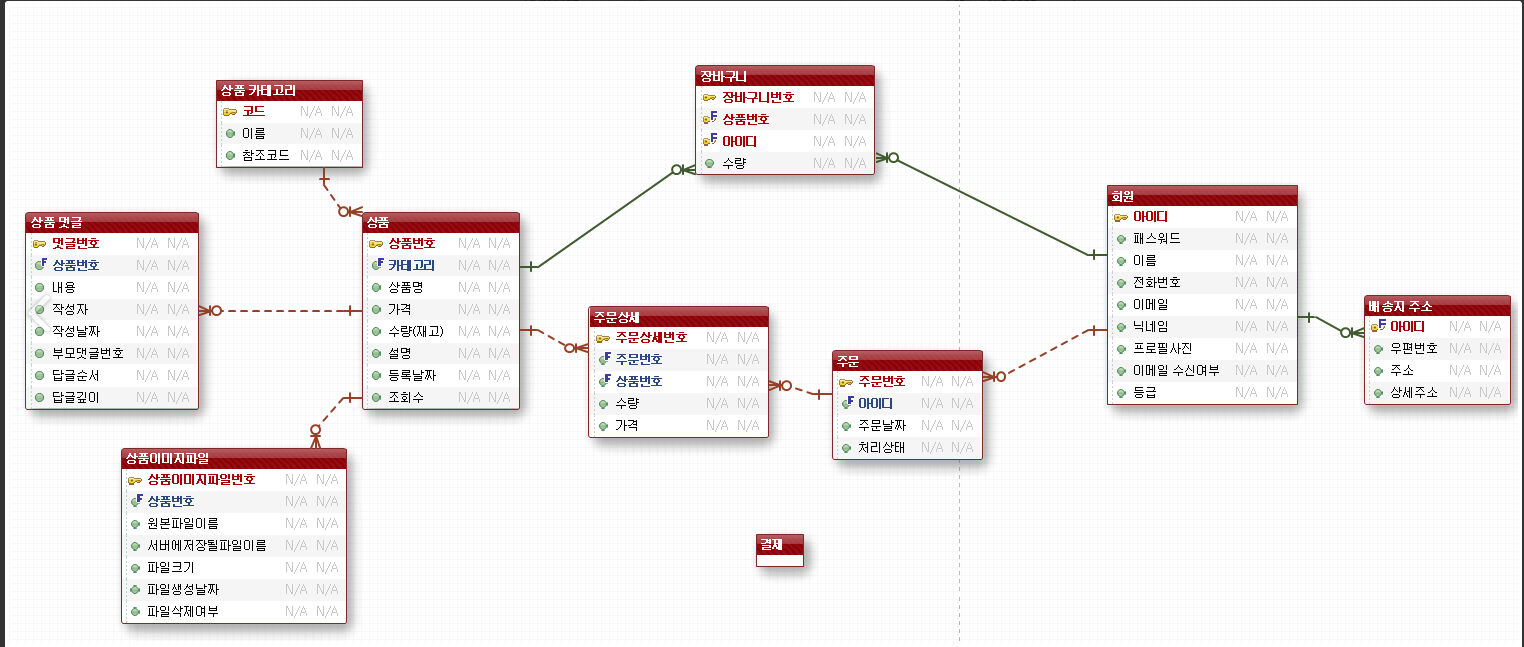 상품 카테고리
코드 N/A N/A
이름 N/A N/A
참조코드 N/A N/A
장바구니
장바구니번호 N/A N/A
F 상품번호 N/A N/A
F 아이디 N/A N/A
수량 N/A N/A
상품 댓글
댓글번호 N/A N/A
F 상품번호 N/A N/A
내용 N/A N/A
작성자 N/A N/A
작성날짜 N/A N/A
부모댓글번호 N/A N/A
답글순서 N/A N/A
답글깊이 N/A N/A
상품
상품번호 N/A N/A
F 카테고리 N/A N/A
상품명 N/A N/A
가격 N/A N/A
수량(재고) N/A N/A
설명 N/A N/A
등록날짜 N/A N/A
조회수 N/A N/A
회원
아이디 N/A N/A
패스워드 N/A N/A
이름 N/A N/A
전화번호 N/A N/A
이메일 N/A N/A
닉네임 N/A N/A
프로필사진 N/A N/A
이메일 수신여부 N/A N/A
등급 N/A N/A
배송지 주소
F 아이디 N/A N/A
우편번호 N/A N/A
주소 N/A N/A
상세주소 N/A N/A
주문상세
주문상세번호 N/A N/A
F 주문번호 N/A N/A
F 상품번호 N/A N/A
수량 N/A N/A
가격 N/A N/A
주문
주문번호 N/A N/A
F 아이디 N/A N/A
주문날짜 N/A N/A
처리상태 N/A N/A
상품이미지파일
상품이미지파일번호 N/A N/A
F 상품번호 N/A N/A
원본파일이름 N/A N/A
서버에저장될파일이름 N/A N/A
파일크기 N/A N/A
파일생성날짜 N/A N/A
파일삭제여부 N/A N/A
결제